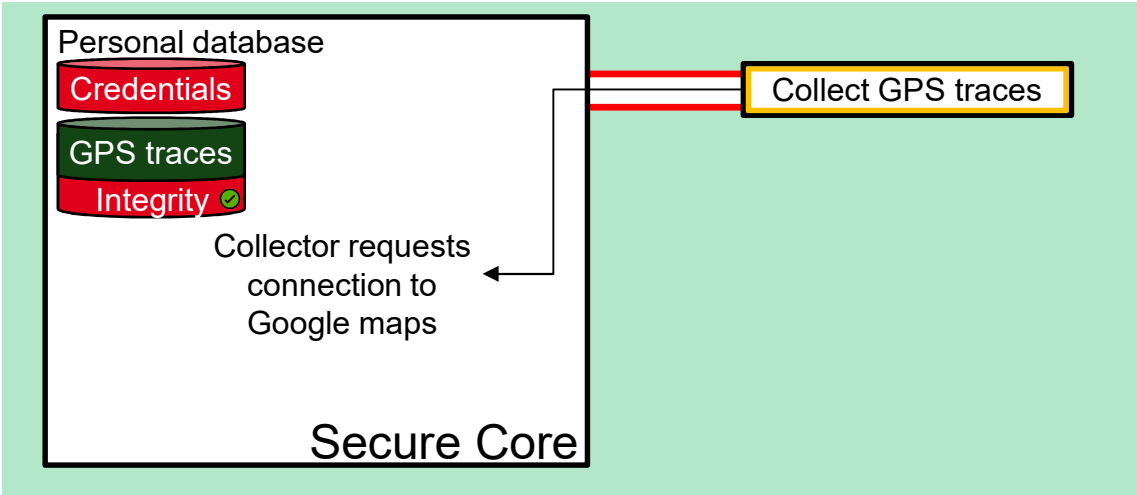 Personal database
Credentials
GPS traces
Integrity
Collect GPS traces
Collector requests
connection to
Google maps
Secure Core